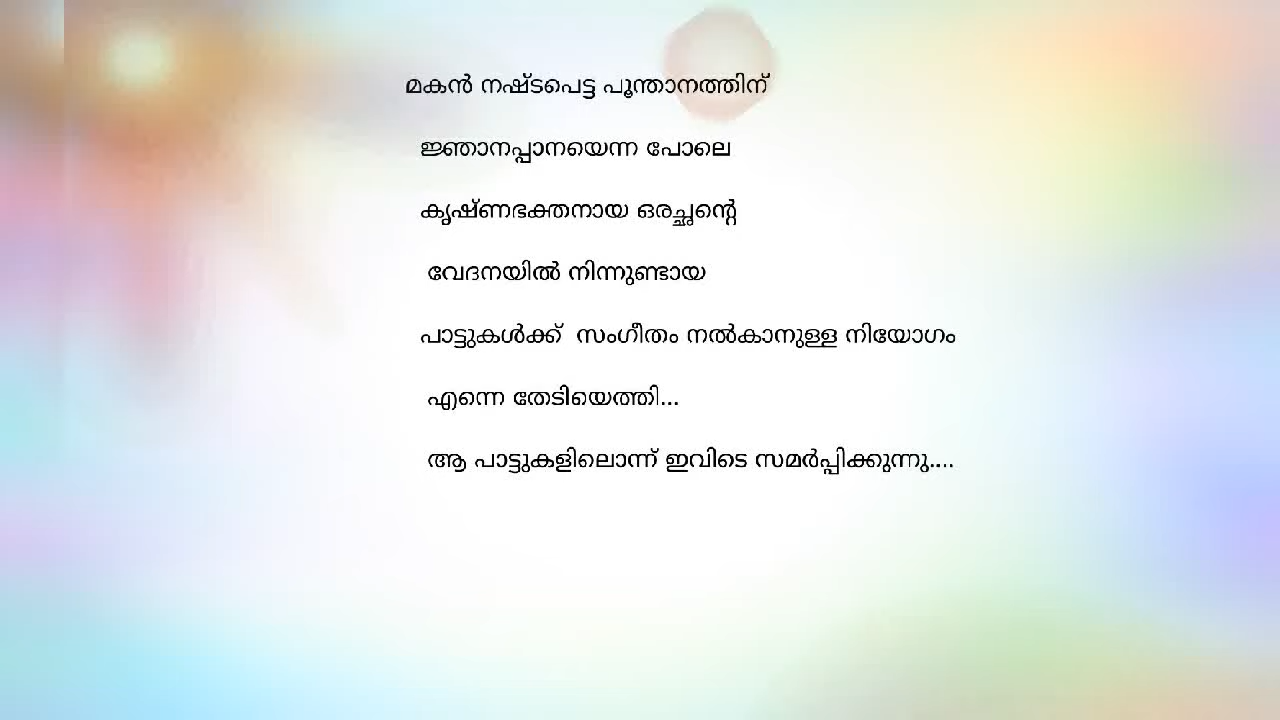 മകൻ നഷ്ടപെട്ട പൂന്താനത്തിന്
ജ്ഞാനപ്പാനയെന്ന പോലെ
കൃഷ്ണഭക്തനായ ഒരച്ഛന്റെ
വേദനയിൽ നിന്നുണ്ടായ
പാട്ടുകൾക്ക് സംഗീതം നൽകാനുള്ള നിയോഗം
എന്നെ തേടിയെത്തി...
ആ പാട്ടുകളിലൊന്ന് ഇവിടെ സമർപ്പിക്കുന്നു....